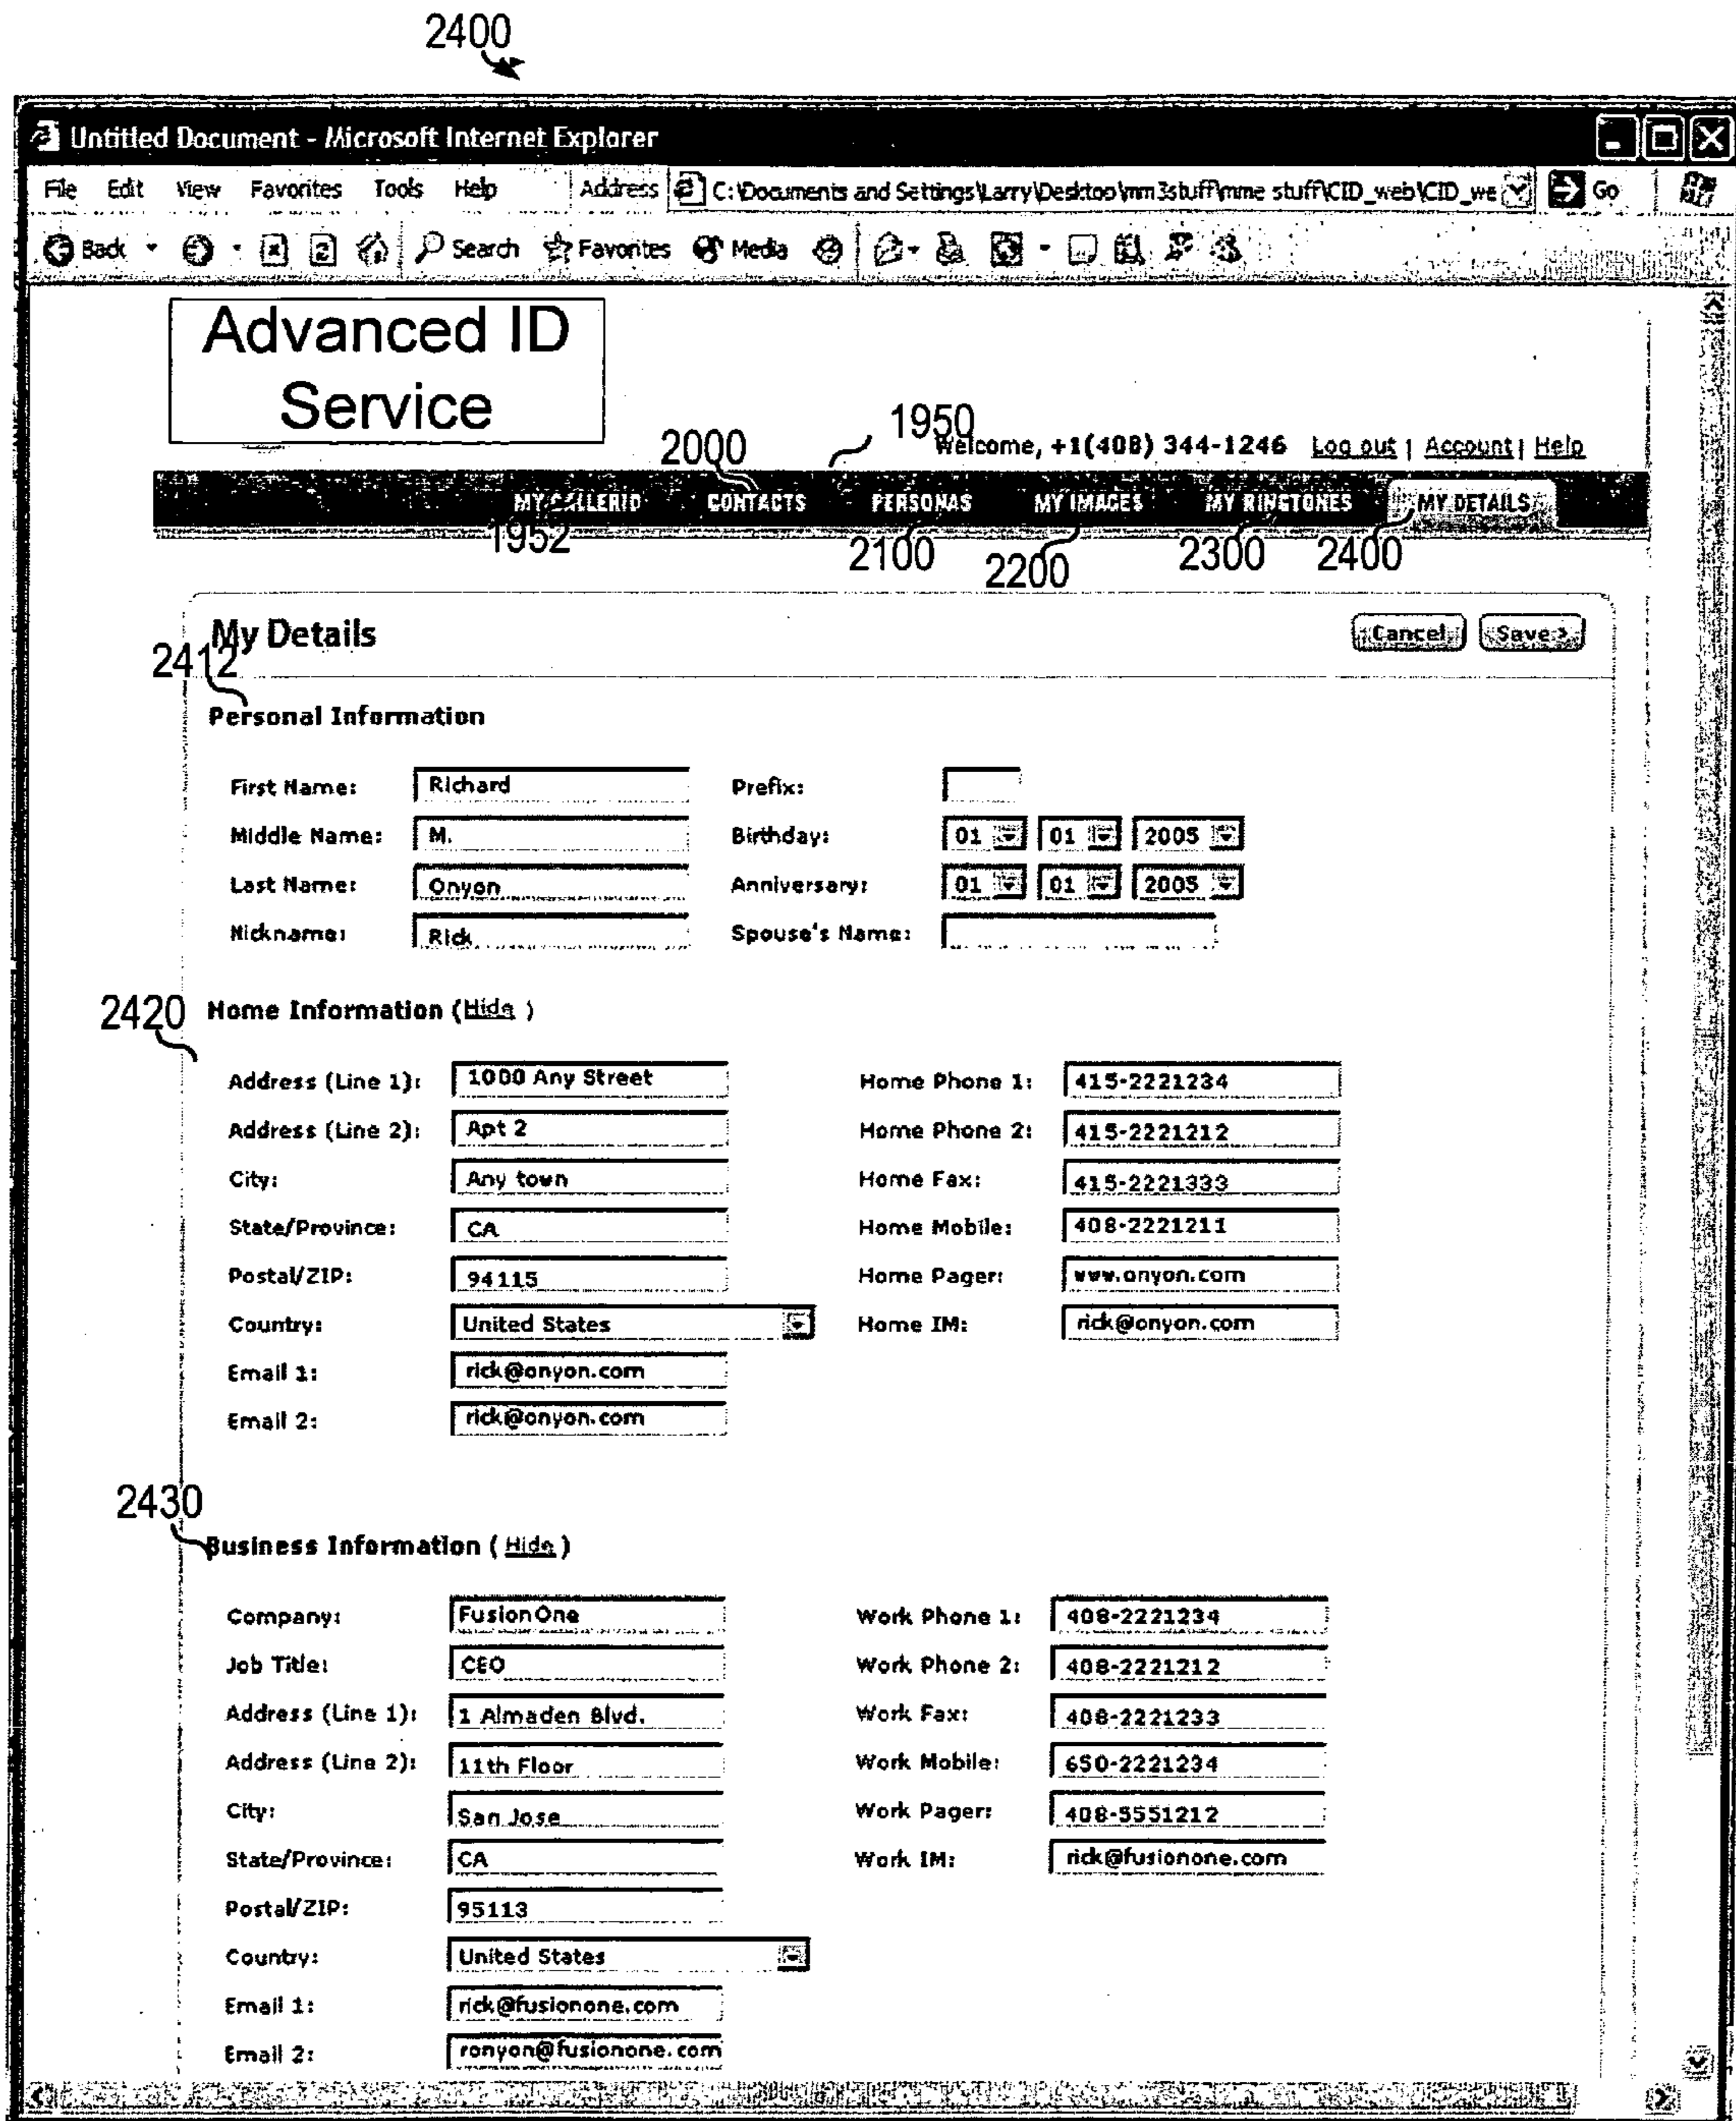 2400
Untitled Document - Microsoft Internet Explorer
File Edit View Favorites Tools Help Address C:\Documents and Settings\Larry\Desktop\mm3stuff\mme stuff\CID_web\CID_we Go
Back Search Favorites Media
Advanced ID
Service
1950
Welcome, +1(408) 344-1246 Log out | Account | Help
2000
MY CALLERID CONTACTS PERSONAS MY IMAGES MY RINGTONES MY DETAILS
1952 2100 2200 2300 2400
My Details Cancel Save >
2412
Personal Information
First Name: Richard Prefix:
Middle Name: M. Birthday: 01 01 2005
Last Name: Onyon Anniversary: 01 01 2005
Nickname: Rick Spouse's Name:
2420 Home Information (Hide )
Address (Line 1): 1000 Any Street Home Phone 1: 415-2221234
Address (Line 2): Apt 2 Home Phone 2: 415-2221212
City: Any town Home Fax: 415-2221333
State/Province: CA Home Mobile: 408-2221211
Postal/ZIP: 94115 Home Pager: www.onyon.com
Country: United States Home IM: rick@onyon.com
Email 1: rick@onyon.com
Email 2: rick@onyon.com
2430
Business Information ( Hide )
Company: FusionOne Work Phone 1: 408-2221234
Job Title: CEO Work Phone 2: 408-2221212
Address (Line 1): 1 Almaden Blvd. Work Fax: 408-2221233
Address (Line 2): 11th Floor Work Mobile: 650-2221234
City: San Jose Work Pager: 408-5551212
State/Province: CA Work IM: rick@fusionone.com
Postal/ZIP: 95113
Country: United States
Email 1: rick@fusionone.com
Email 2: ronyon@fusionone.com